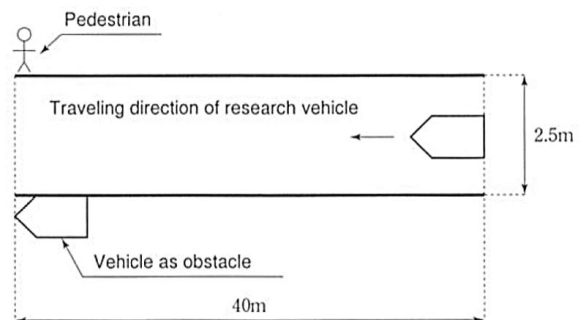 Pedestrian
Traveling direction of research vehicle
2.5m
Vehicle as obstacle
40m